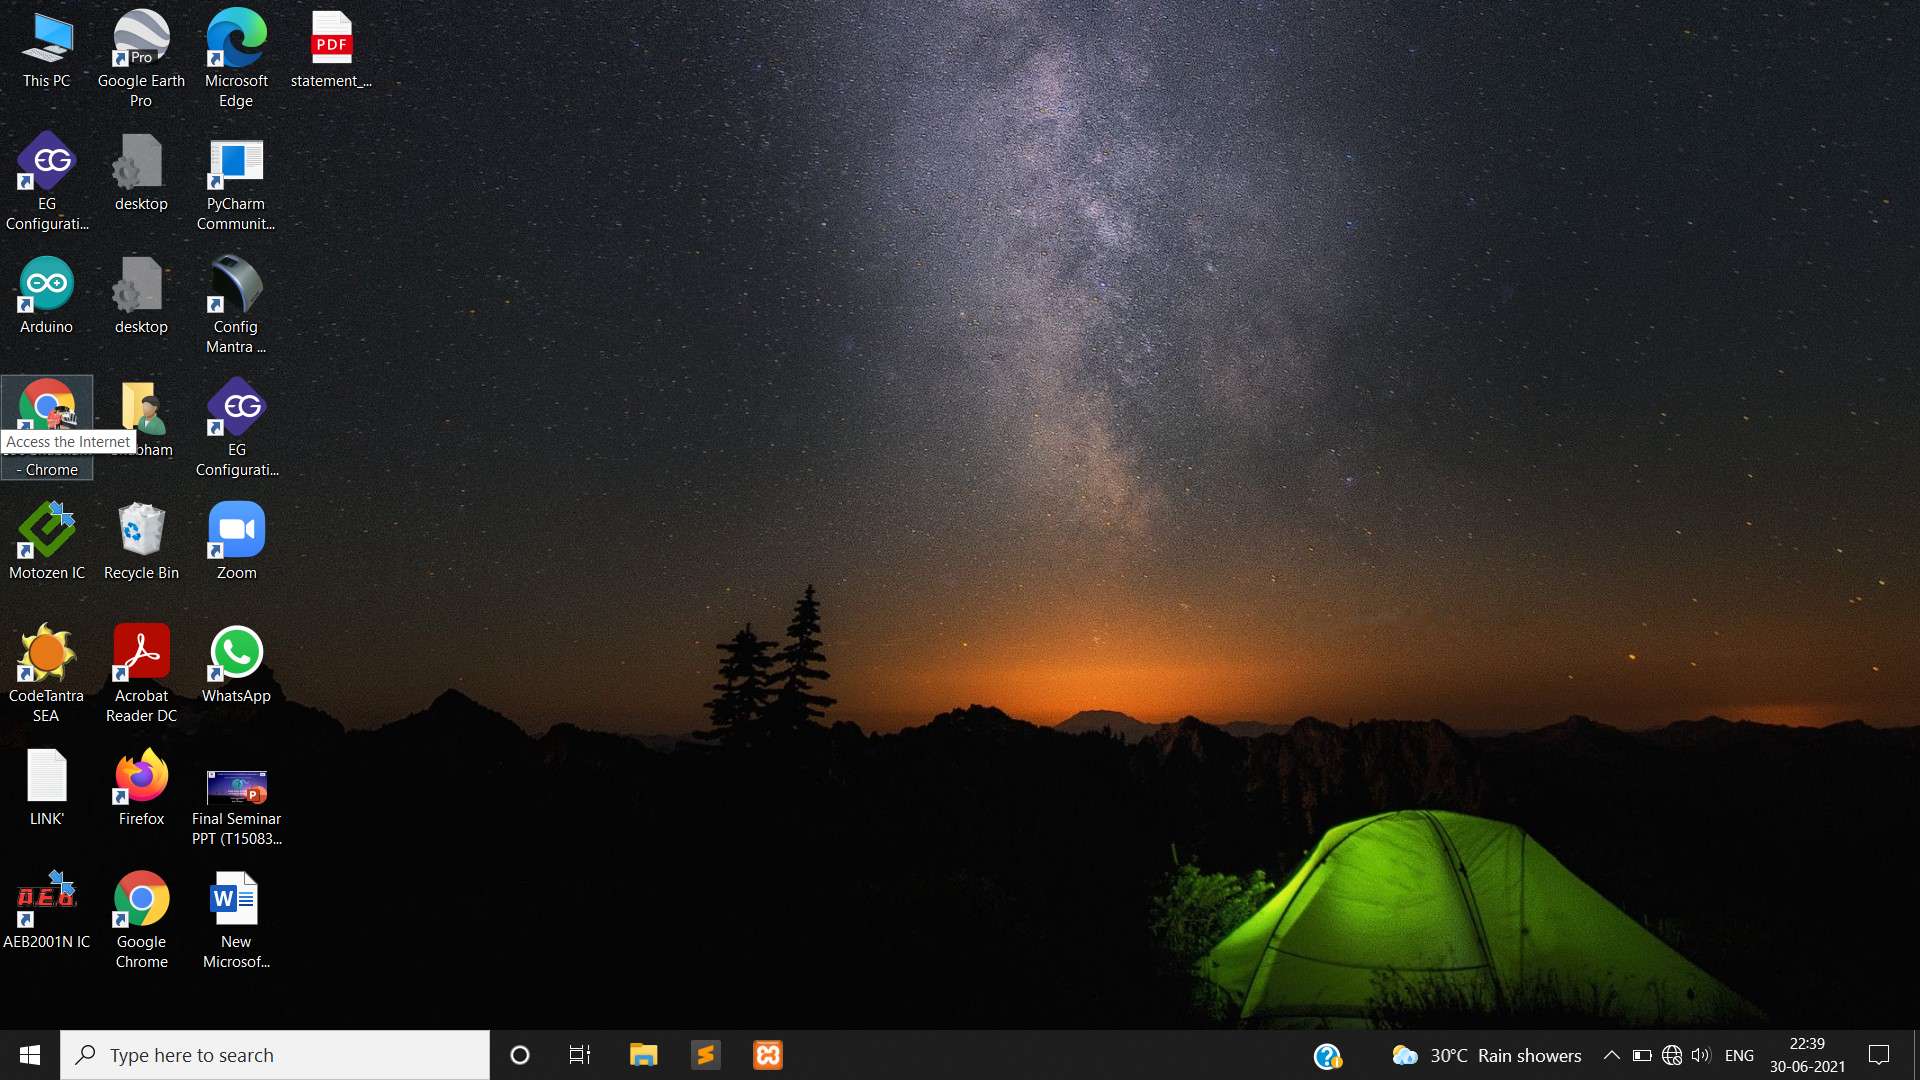 This PC
Pro
Google Earth
Pro
Microsoft
Edge
PDF
statement_...
EG
EG
Configurati...
desktop
PyCharm
Communit...
Arduino
desktop
Config
Mantra ...
Access the Internet
bham
- Chrome
EG
EG
Configurati...
Motozen IC
Recycle Bin
Zoom
CodeTantra
SEA
Acrobat
Reader DC
WhatsApp
LINK'
Firefox
P
Final Seminar
PPT (T15083...
A.E.B.
AEB2001N IC
Google
Chrome
W
New
Microsof...
Type here to search
30°C Rain showers
ENG
22:39
30-06-2021